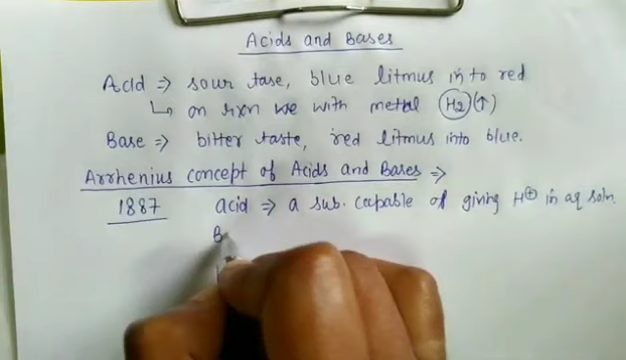 Acids and Bases
Acid ⇒ sour tase, blue litmus in to red
↳ on rxn we with metal H2 (↑)
Base ⇒ bitter taste, red litmus into blue.
Arrhenius concept of Acids and Bases ⇒
1887 acid ⇒ a sub. capable of giving H⊕ in aq soln.
B